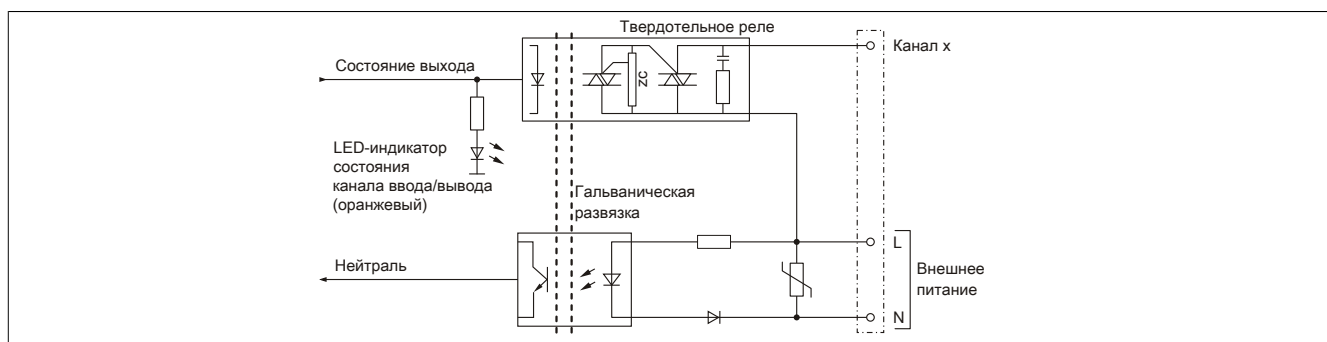 Твердотельное реле
Канал x
Состояние выхода
ZC
LED-индикатор
состояния
канала ввода/вывода
(оранжевый)
Гальваническая
развязка
L
Нейтраль
Внешнее
питание
N